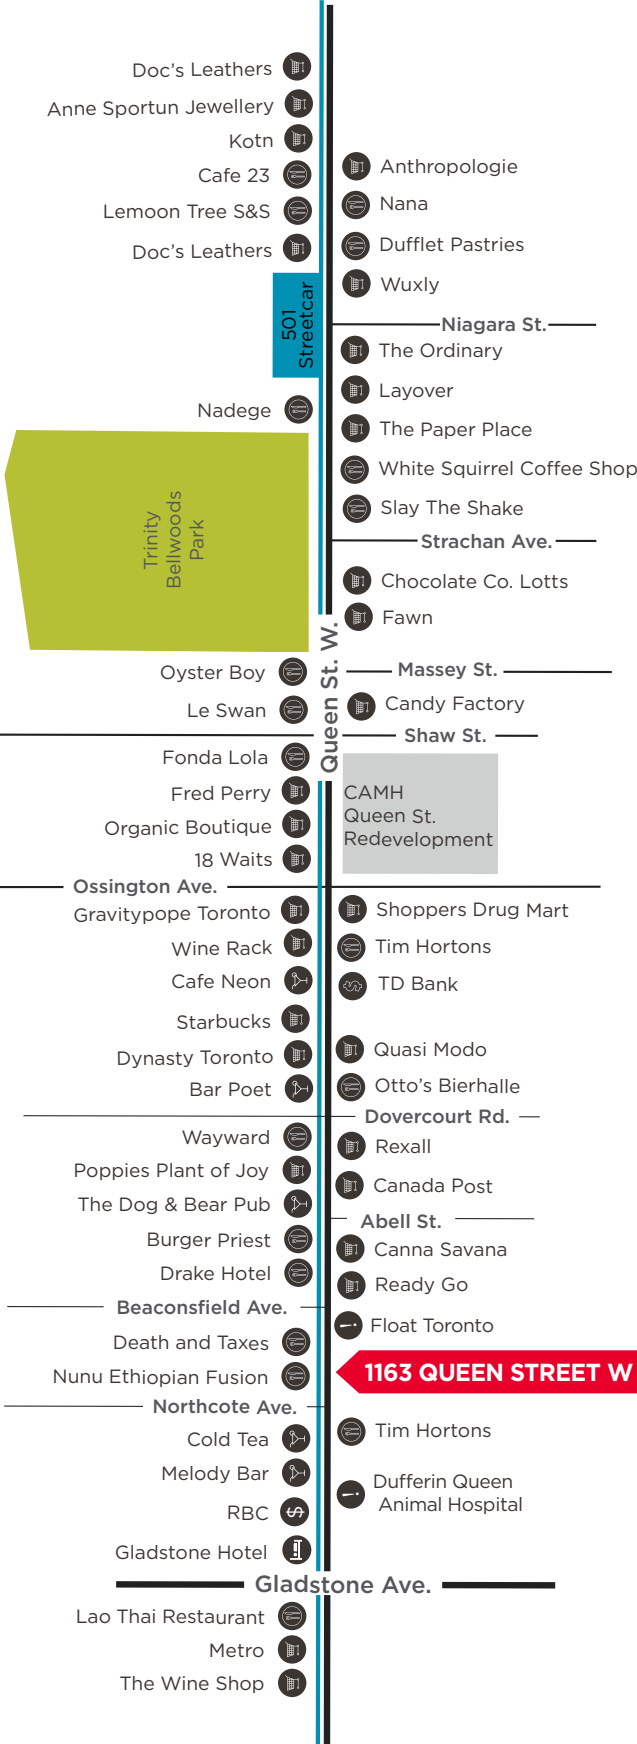 Doc's Leathers
Anne Sportun Jewellery
Kotn
Cafe 23
Anthropologie
Lemoon Tree S&S
Nana
Doc's Leathers
Dufflet Pastries
Wuxly
501
Streetcar
Niagara St.
The Ordinary
Layover
Nadege
The Paper Place
White Squirrel Coffee Shop
Slay The Shake
Trinity
Bellwoods
Park
Strachan Ave.
Chocolate Co. Lotts
Fawn
Queen St. W.
Oyster Boy
Massey St.
Le Swan
Candy Factory
Shaw St.
Fonda Lola
Fred Perry
CAMH
Queen St.
Redevelopment
Organic Boutique
18 Waits
Ossington Ave.
Gravitypope Toronto
Shoppers Drug Mart
Wine Rack
Tim Hortons
Cafe Neon
TD Bank
Starbucks
Dynasty Toronto
Quasi Modo
Bar Poet
Otto's Bierhalle
Dovercourt Rd.
Wayward
Rexall
Poppies Plant of Joy
Canada Post
The Dog & Bear Pub
Abell St.
Burger Priest
Canna Savana
Drake Hotel
Ready Go
Beaconsfield Ave.
Float Toronto
Death and Taxes
1163 QUEEN STREET W
Nunu Ethiopian Fusion
Northcote Ave.
Cold Tea
Tim Hortons
Melody Bar
Dufferin Queen
Animal Hospital
RBC
$
Gladstone Hotel
Gladstone Ave.
Lao Thai Restaurant
Metro
The Wine Shop